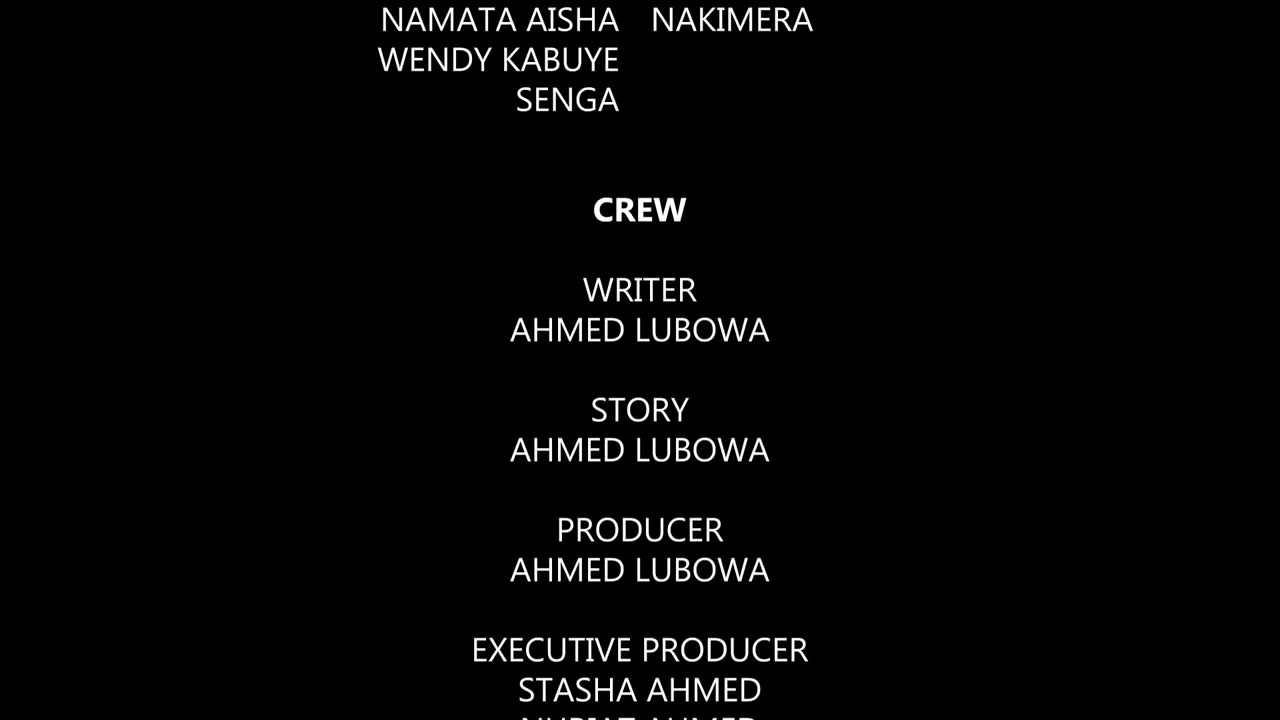 NAMATA AISHA NAKIMERA
WENDY KABUYE
SENGA
CREW
WRITER
AHMED LUBOWA
STORY
AHMED LUBOWA
PRODUCER
AHMED LUBOWA
EXECUTIVE PRODUCER
STASHA AHMED